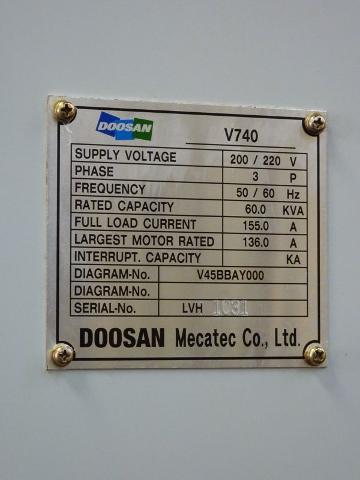 DOOSAN
V740
SUPPLY VOLTAGE 200 / 220 V
PHASE 3 P
FREQUENCY 50 / 60 Hz
RATED CAPACITY 60.0 KVA
FULL LOAD CURRENT 155.0 A
LARGEST MOTOR RATED 136.0 A
INTERRUPT. CAPACITY KA
DIAGRAM-No. V45BBAY000
DIAGRAM-No.
SERIAL-No. LVH 1031
DOOSAN Mecatec Co., Ltd.